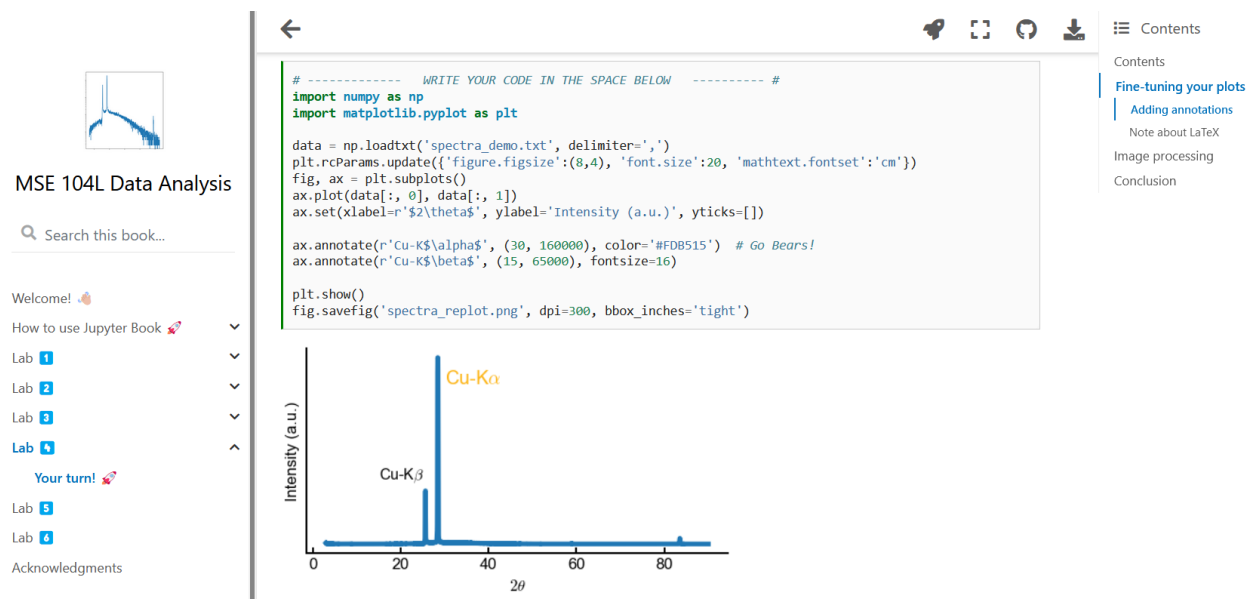 MSE 104L Data Analysis
Search this book...
Welcome! 👋🏼
How to use Jupyter Book 🚀
Lab 1️⃣
Lab 2️⃣
Lab 3️⃣
Lab 4️⃣
Your turn! 🚀
Lab 5️⃣
Lab 6️⃣
Acknowledgments
# -------------   WRITE YOUR CODE IN THE SPACE BELOW   ---------- #
import numpy as np
import matplotlib.pyplot as plt
data = np.loadtxt('spectra_demo.txt', delimiter=',')
plt.rcParams.update({'figure.figsize':(8,4), 'font.size':20, 'mathtext.fontset':'cm'})
fig, ax = plt.subplots()
ax.plot(data[:, 0], data[:, 1])
ax.set(xlabel=r'$2\theta$', ylabel='Intensity (a.u.)', yticks=[])
ax.annotate(r'Cu-K$\alpha$', (30, 160000), color='#FDB515')  # Go Bears!
ax.annotate(r'Cu-K$\beta$', (15, 65000), fontsize=16)
plt.show()
fig.savefig('spectra_replot.png', dpi=300, bbox_inches='tight')
Cu-Kα
Cu-Kβ
Intensity (a.u.)
0 20 40 60 80
2θ
Contents
Contents
Fine-tuning your plots
Adding annotations
Note about LaTeX
Image processing
Conclusion